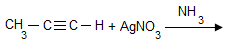 NH₃
CH₃ – C≡C – H + AgNO₃ ⟶